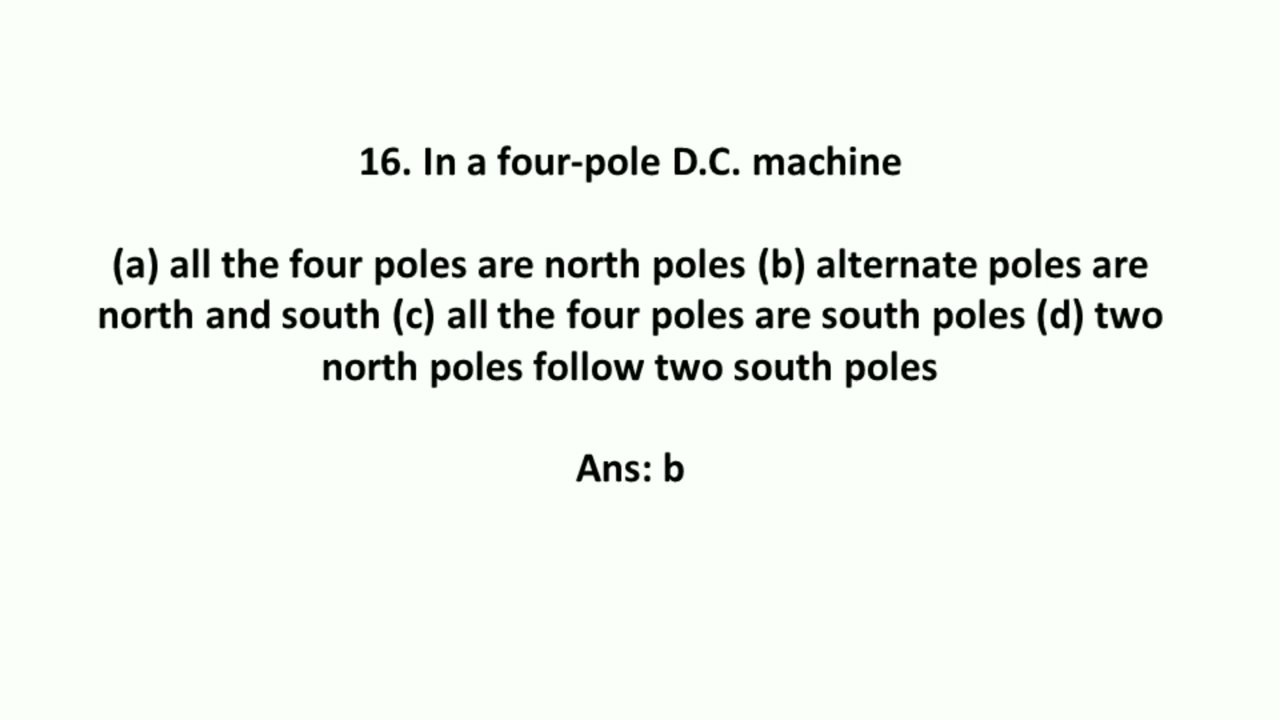 16. In a four-pole D.C. machine
(a) all the four poles are north poles (b) alternate poles are
north and south (c) all the four poles are south poles (d) two
north poles follow two south poles
Ans: b